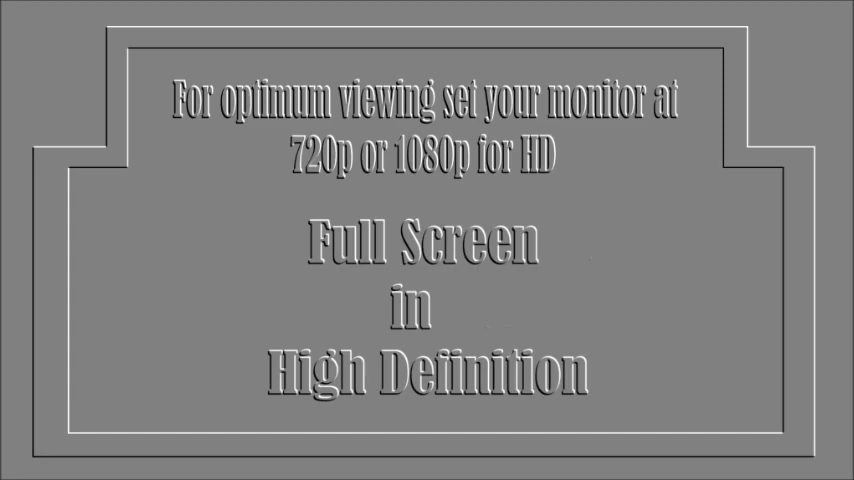 For optimum viewing set your monitor at
720p or 1080p for HD
Full Screen
in
High Definition